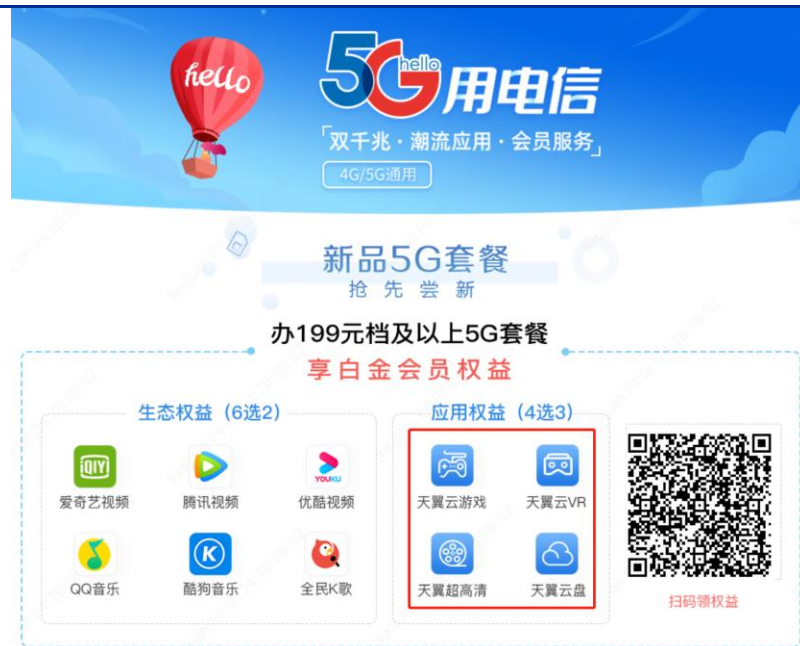 hello
5G hello 用电信
「双千兆·潮流应用·会员服务」
4G/5G通用
新品5G套餐
抢先尝新
办199元档及以上5G套餐
享白金会员权益
生态权益（6选2）
QIY
爱奇艺视频
腾讯视频
YOUKU
优酷视频
QQ音乐
K
酷狗音乐
全民K歌
应用权益（4选3）
天翼云游戏
天翼云VR
天翼超高清
天翼云盘
扫码领权益